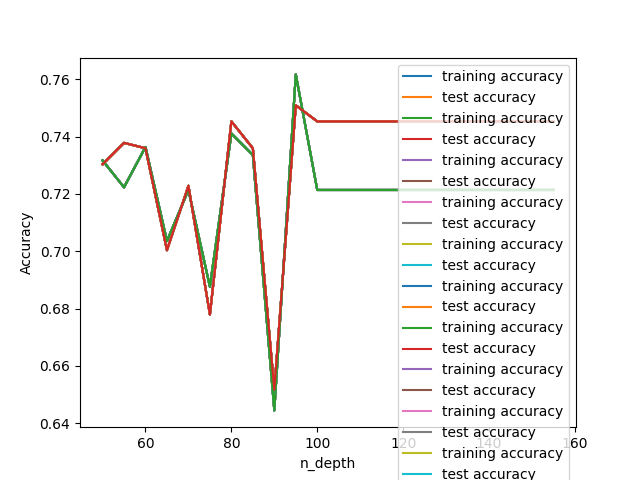 0.76
0.74
0.72
0.70
0.68
0.66
0.64
Accuracy
60
80
100
120
140
160
n_depth
training accuracy
test accuracy
training accuracy
test accuracy
training accuracy
test accuracy
training accuracy
test accuracy
training accuracy
test accuracy
training accuracy
test accuracy
training accuracy
test accuracy
training accuracy
test accuracy
training accuracy
test accuracy
training accuracy
test accuracy